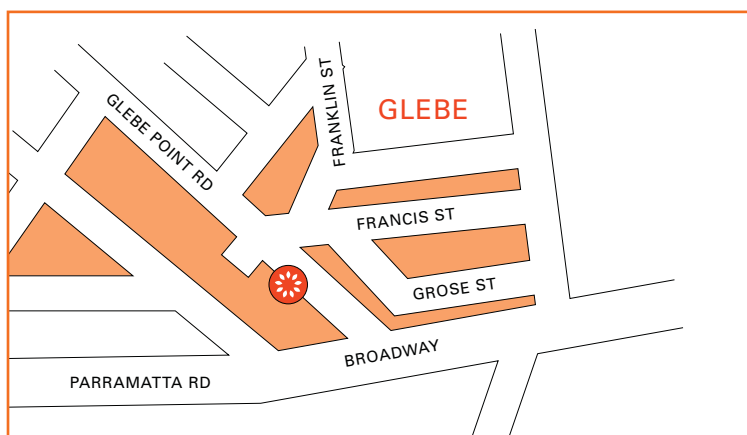 FRANKLIN ST
GLEBE
GLEBE POINT RD
FRANCIS ST
GROSE ST
BROADWAY
PARRAMATTA RD